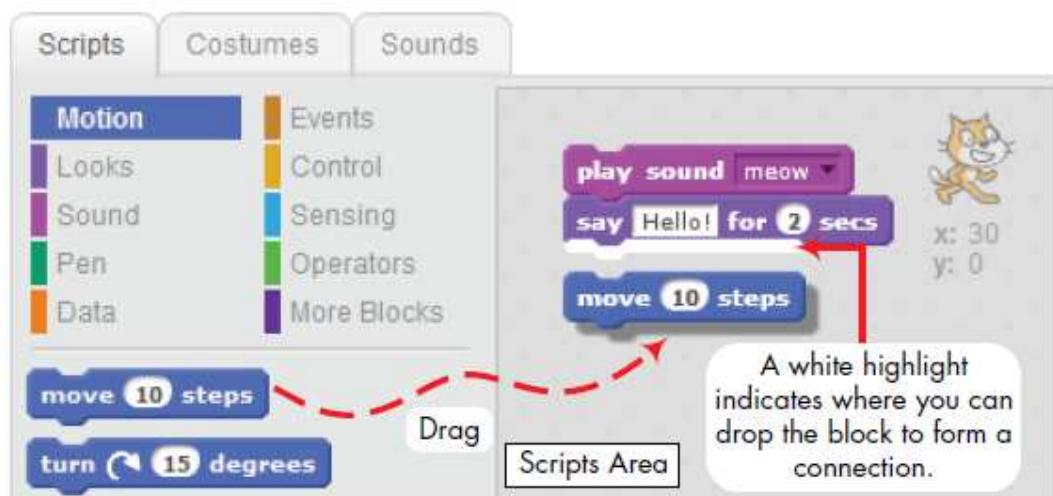 Scripts Costumes Sounds
Motion Events
Looks Control
Sound Sensing
Pen Operators
Data More Blocks
move 10 steps
turn 15 degrees
Drag
play sound meow
say Hello! for 2 secs
move 10 steps
x: 30
y: 0
A white highlight
indicates where you can
drop the block to form a
connection.
Scripts Area